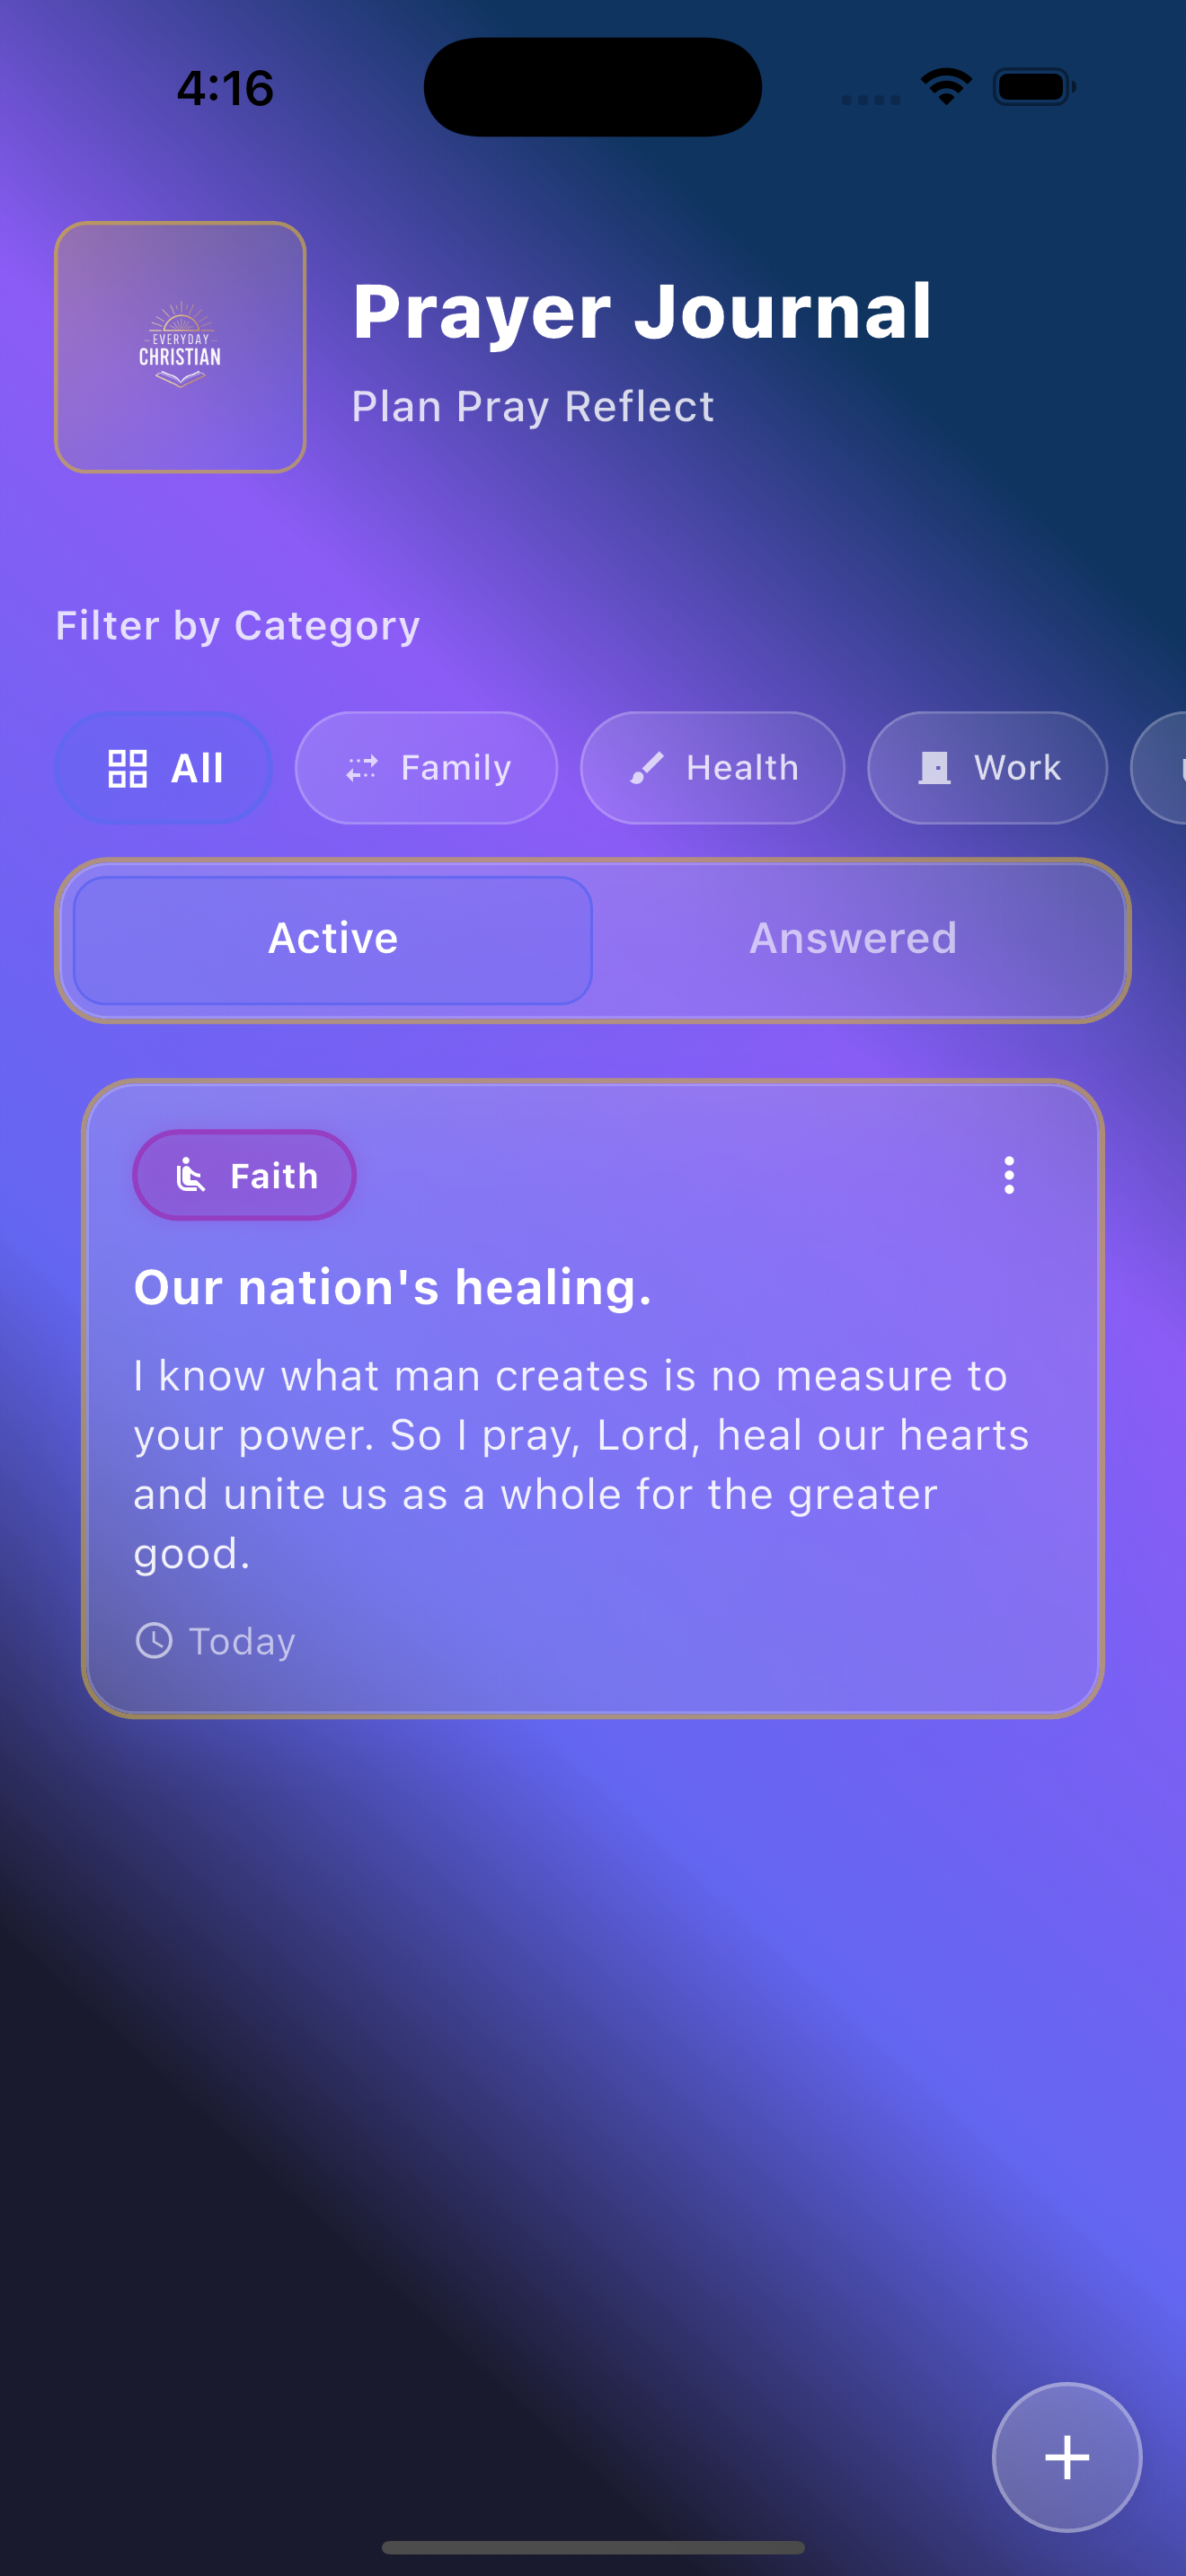 4:16
EVERYDAY
CHRISTIAN
Prayer Journal
Plan Pray Reflect
Filter by Category
All
Family
Health
Work
Active
Answered
Faith
Our nation's healing.
I know what man creates is no measure to
your power. So I pray, Lord, heal our hearts
and unite us as a whole for the greater
good.
Today